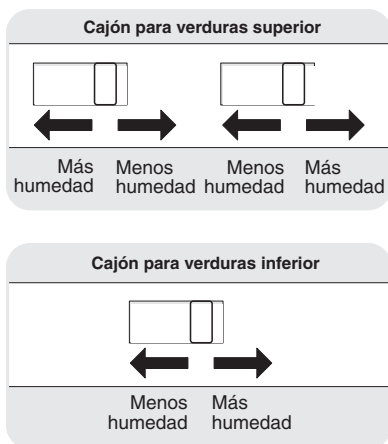 Cajón para verduras superior
Más Menos Menos Más
humedad humedad humedad humedad
Cajón para verduras inferior
Menos Más
humedad humedad